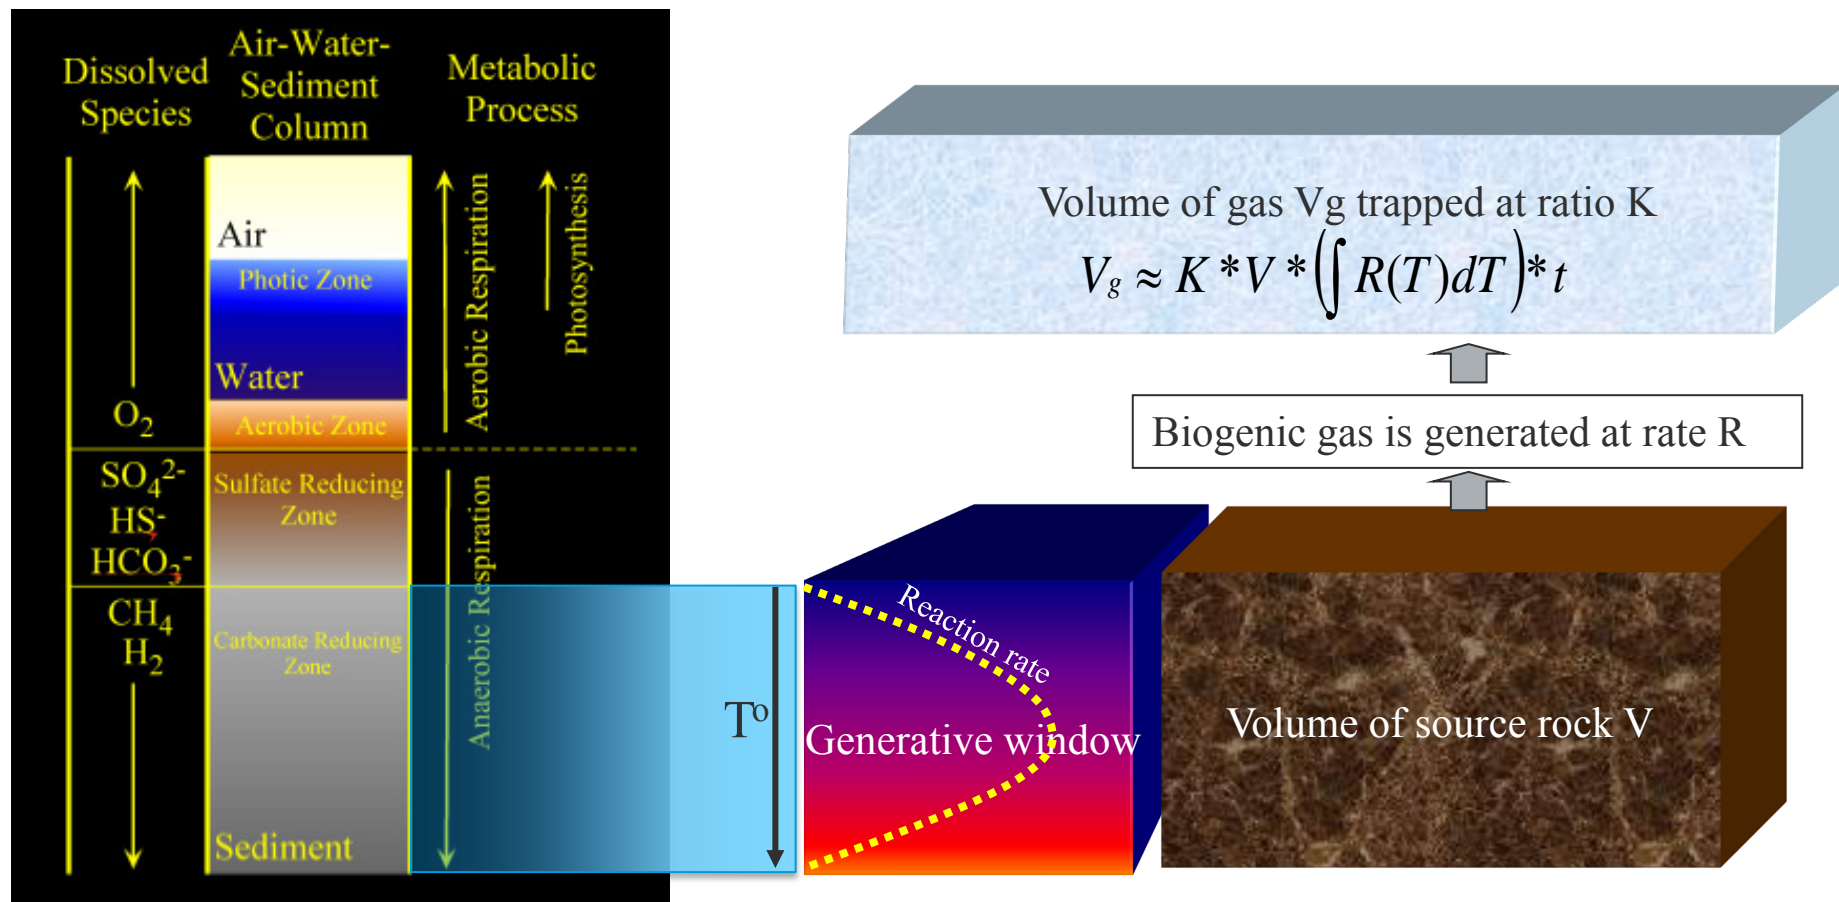 Dissolved
Species
Air-Water-
Sediment
Column
Metabolic
Process
Air
Photic Zone
Water
Aerobic Zone
Sulfate Reducing
Zone
Carbonate Reducing
Zone
Sediment
O₂
SO₄²⁻
HS⁻
HCO₃⁻
CH₄
H₂
Aerobic Respiration
Photosynthesis
Anaerobic Respiration
T⁰
Reaction rate
Generative window
Volume of gas Vg trapped at ratio K
V_g ≈ K * V * (∫ R(T)dT) * t
Biogenic gas is generated at rate R
Volume of source rock V